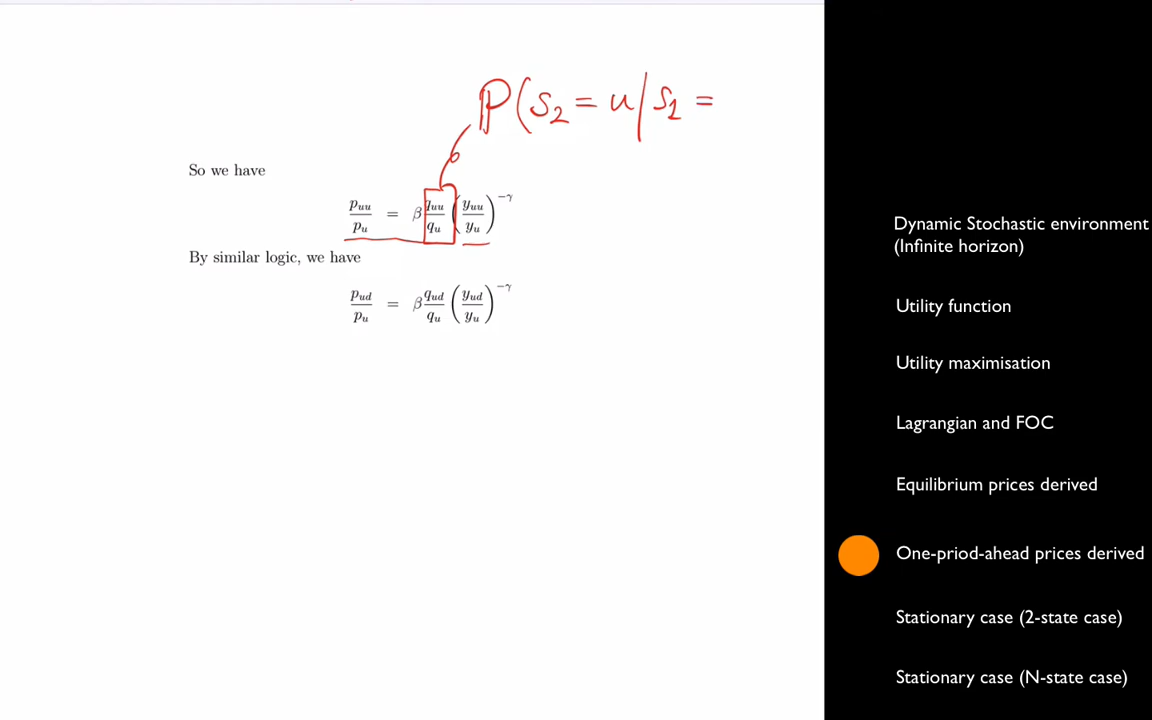 ℙ(s₂ = u / s₂ =
So we have
p_uu/p_u = β q_uu/q_u (y_uu/y_u)^−γ
By similar logic, we have
p_ud/p_u = β q_ud/q_u (y_ud/y_u)^−γ
Dynamic Stochastic environment
(Infinite horizon)
Utility function
Utility maximisation
Lagrangian and FOC
Equilibrium prices derived
One-priod-ahead prices derived
Stationary case (2-state case)
Stationary case (N-state case)